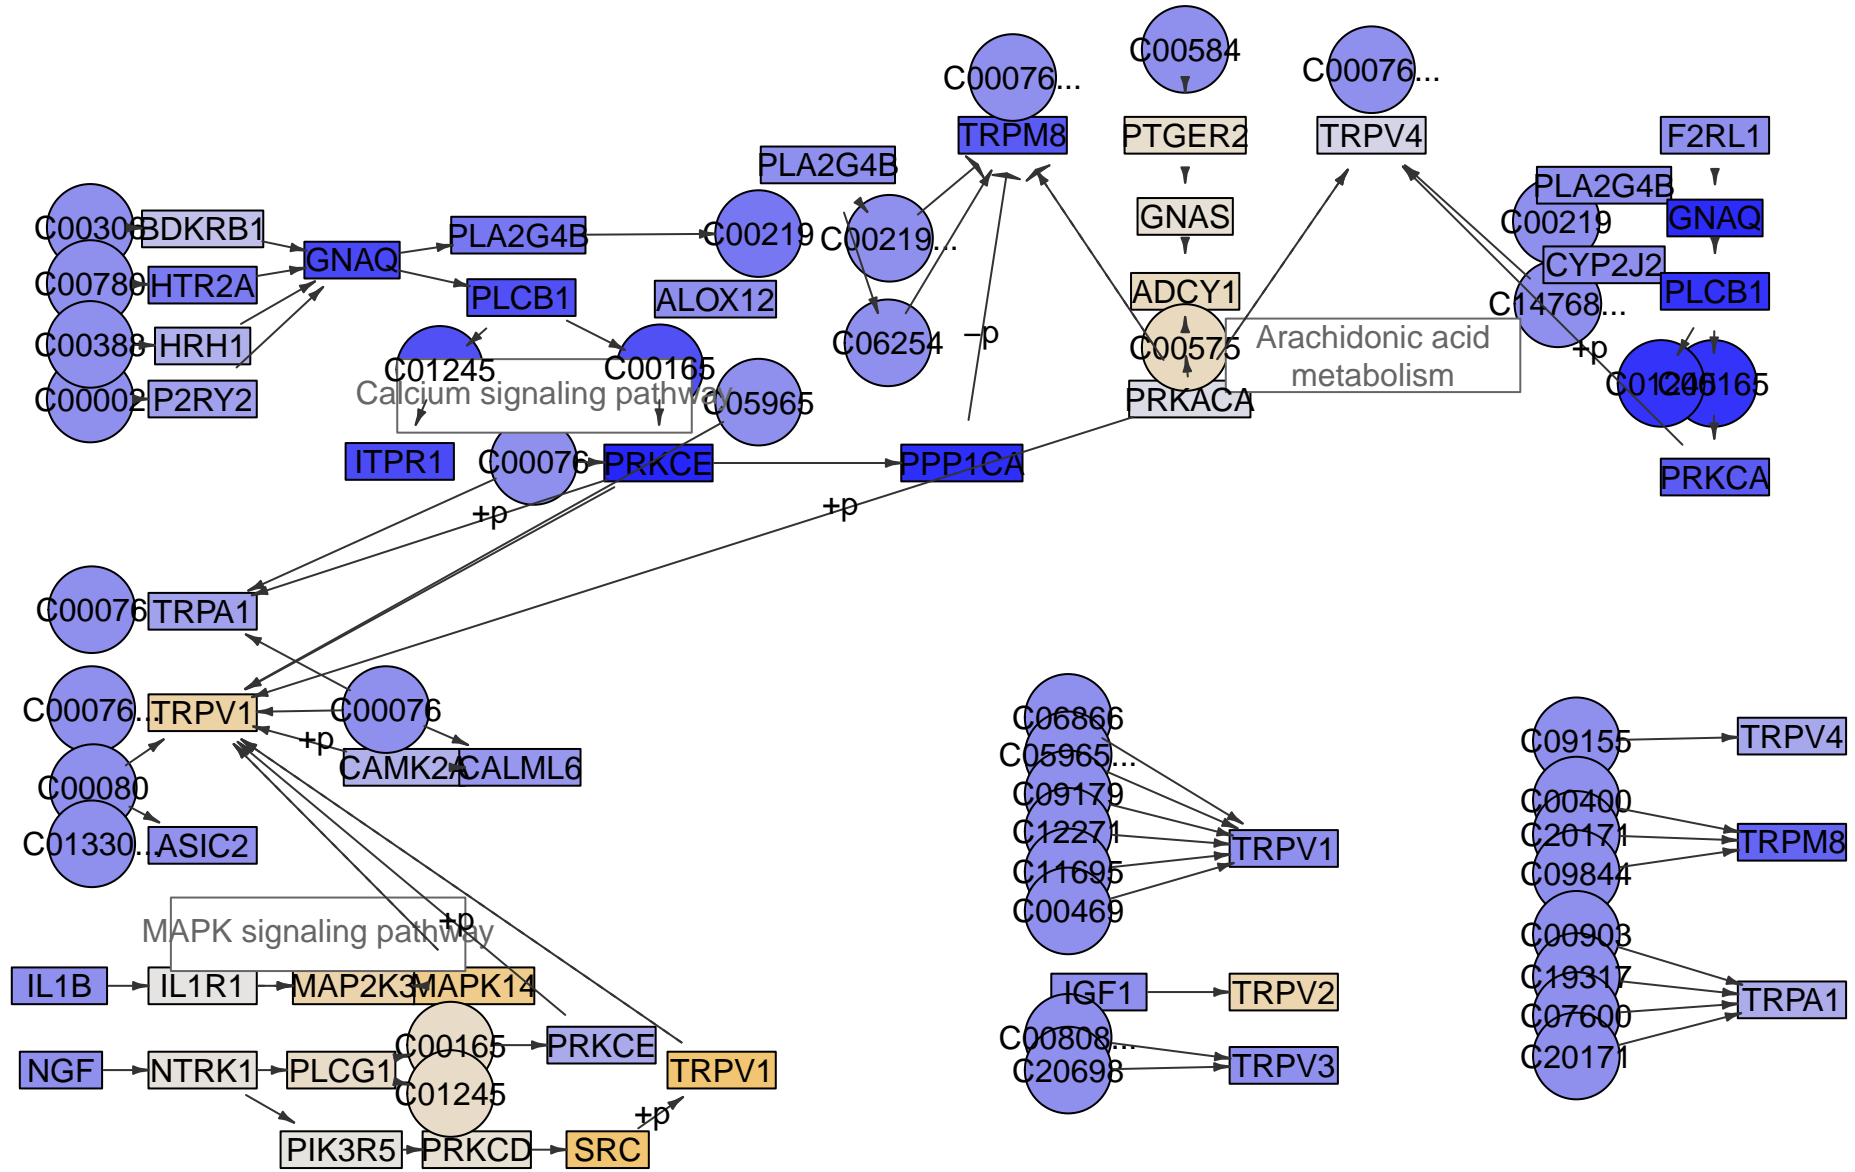 C00584
C00076...
C00076...
TRPM8
PTGER2
TRPV4
F2RL1
PLA2G4B
PLA2G4B
C00219
GNAQ
GNAS
BDKRB1
PLA2G4B
C00219
C00219...
GNAQ
CYP2J2
C00780
HTR2A
PLCB1
ALOX12
ADCY1
C14768...
PLCB1
C00388
HRH1
C06254
–p
C00575
Arachidonic acid
metabolism
+p
C01245
C00165
Calcium signaling pathway
C00002
P2RY2
C05965
PRKACA
C00165
ITPR1
C00076
PRKCE
PPP1CA
PRKCA
+p
+p
C00076
TRPA1
C00076...
TRPV1
C00076
+p
CAMK2A
CALML6
C00080
C01330...
ASIC2
C06866
C05965...
C09179
C12271
C11695
C00469
TRPV1
C09155
TRPV4
C00400
C20171
C09844
TRPM8
MAPK signaling pathway
+p
IL1B
IL1R1
MAP2K3
MAPK14
IGF1
TRPV2
C00903
C19317
C07600
C20171
TRPA1
C00808...
C20698
TRPV3
NGF
NTRK1
PLCG1
C00165
C01245
PRKCE
TRPV1
+p
PIK3R5
PRKCD
SRC